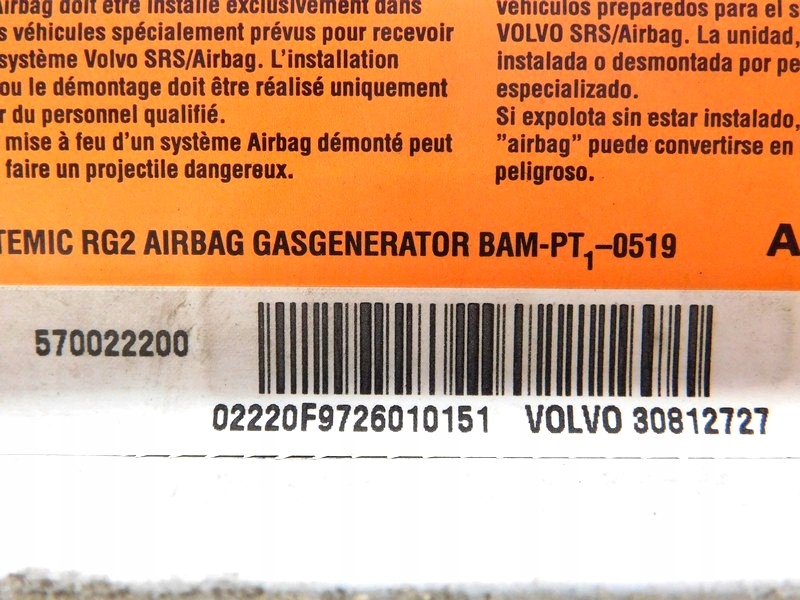 Airbag doit être installé exclusivement dans
s véhicules spécialement prévus pour recevoir
système Volvo SRS/Airbag. L'installation
ou le démontage doit être réalisé uniquement
r du personnel qualifié.
mise à feu d'un système Airbag démonté peut
faire un projectile dangereux.
vehículos preparedos para el s
VOLVO SRS/Airbag. La unidad,
instalada o desmontada por pe
especializado.
Si expolota sin estar instalado,
"airbag" puede convertirse en
peligroso.
TEMIC RG2 AIRBAG GASGENERATOR BAM-PT1-0519
A
570022200
02220F9726010151 VOLVO 30812727